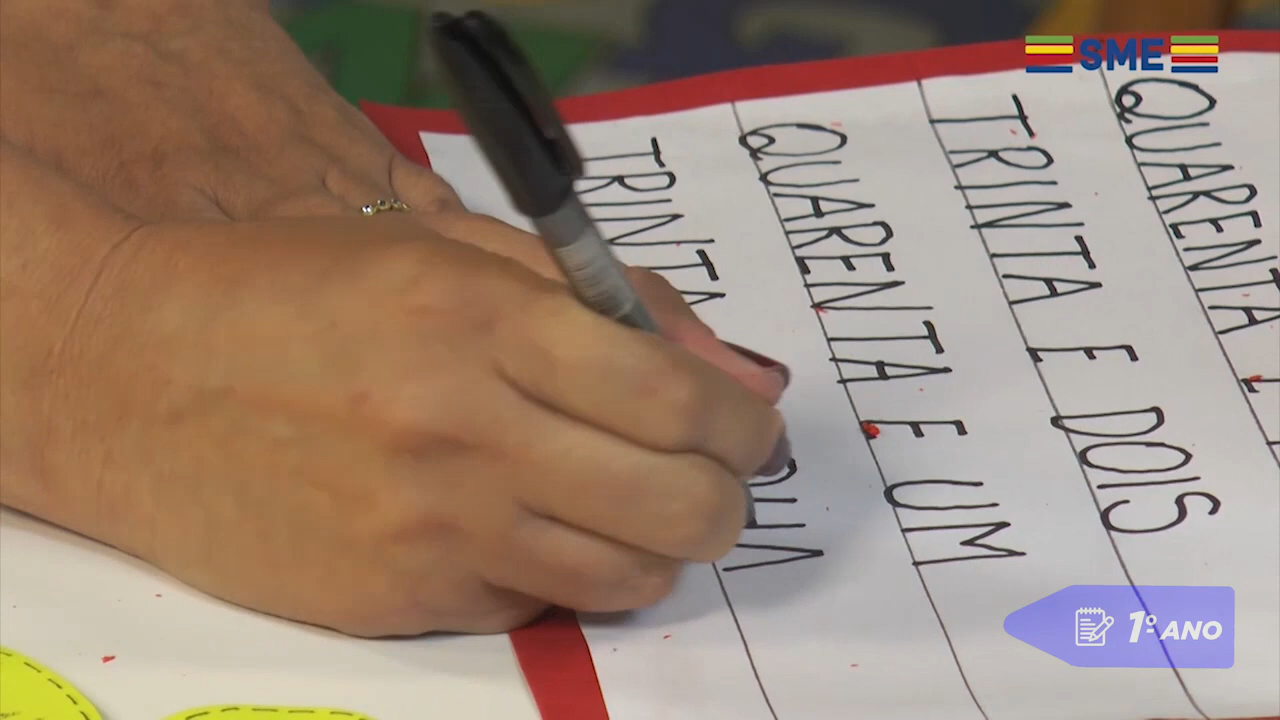 SME
QUARENTA E
TRINTA E DOIS
QUARENTA E UM
TRINTA
1º ANO